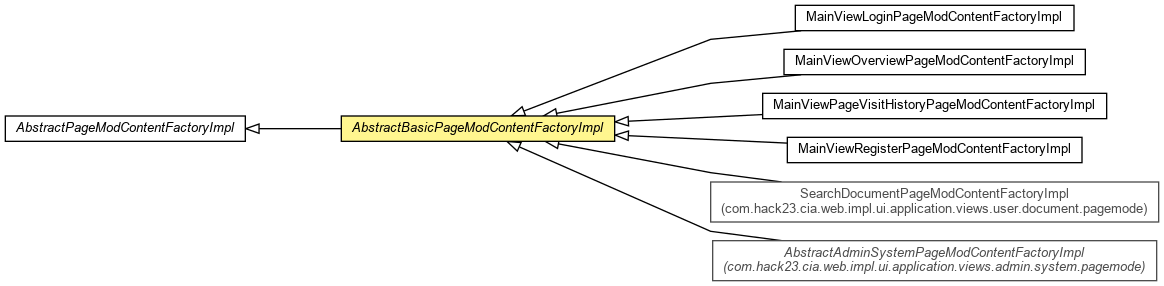 MainViewLoginPageModContentFactoryImpl
MainViewOverviewPageModContentFactoryImpl
MainViewPageVisitHistoryPageModContentFactoryImpl
AbstractPageModContentFactoryImpl
AbstractBasicPageModContentFactoryImpl
MainViewRegisterPageModContentFactoryImpl
SearchDocumentPageModContentFactoryImpl
(com.hack23.cia.web.impl.ui.application.views.user.document.pagemode)
AbstractAdminSystemPageModContentFactoryImpl
(com.hack23.cia.web.impl.ui.application.views.admin.system.pagemode)